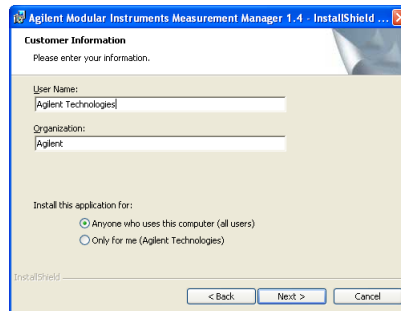 Agilent Modular Instruments Measurement Manager 1.4 - InstallShield ...
Customer Information
Please enter your information.
User Name:
Agilent Technologies
Organization:
Agilent
Install this application for:
Anyone who uses this computer (all users)
Only for me (Agilent Technologies)
InstallShield
< Back Next > Cancel